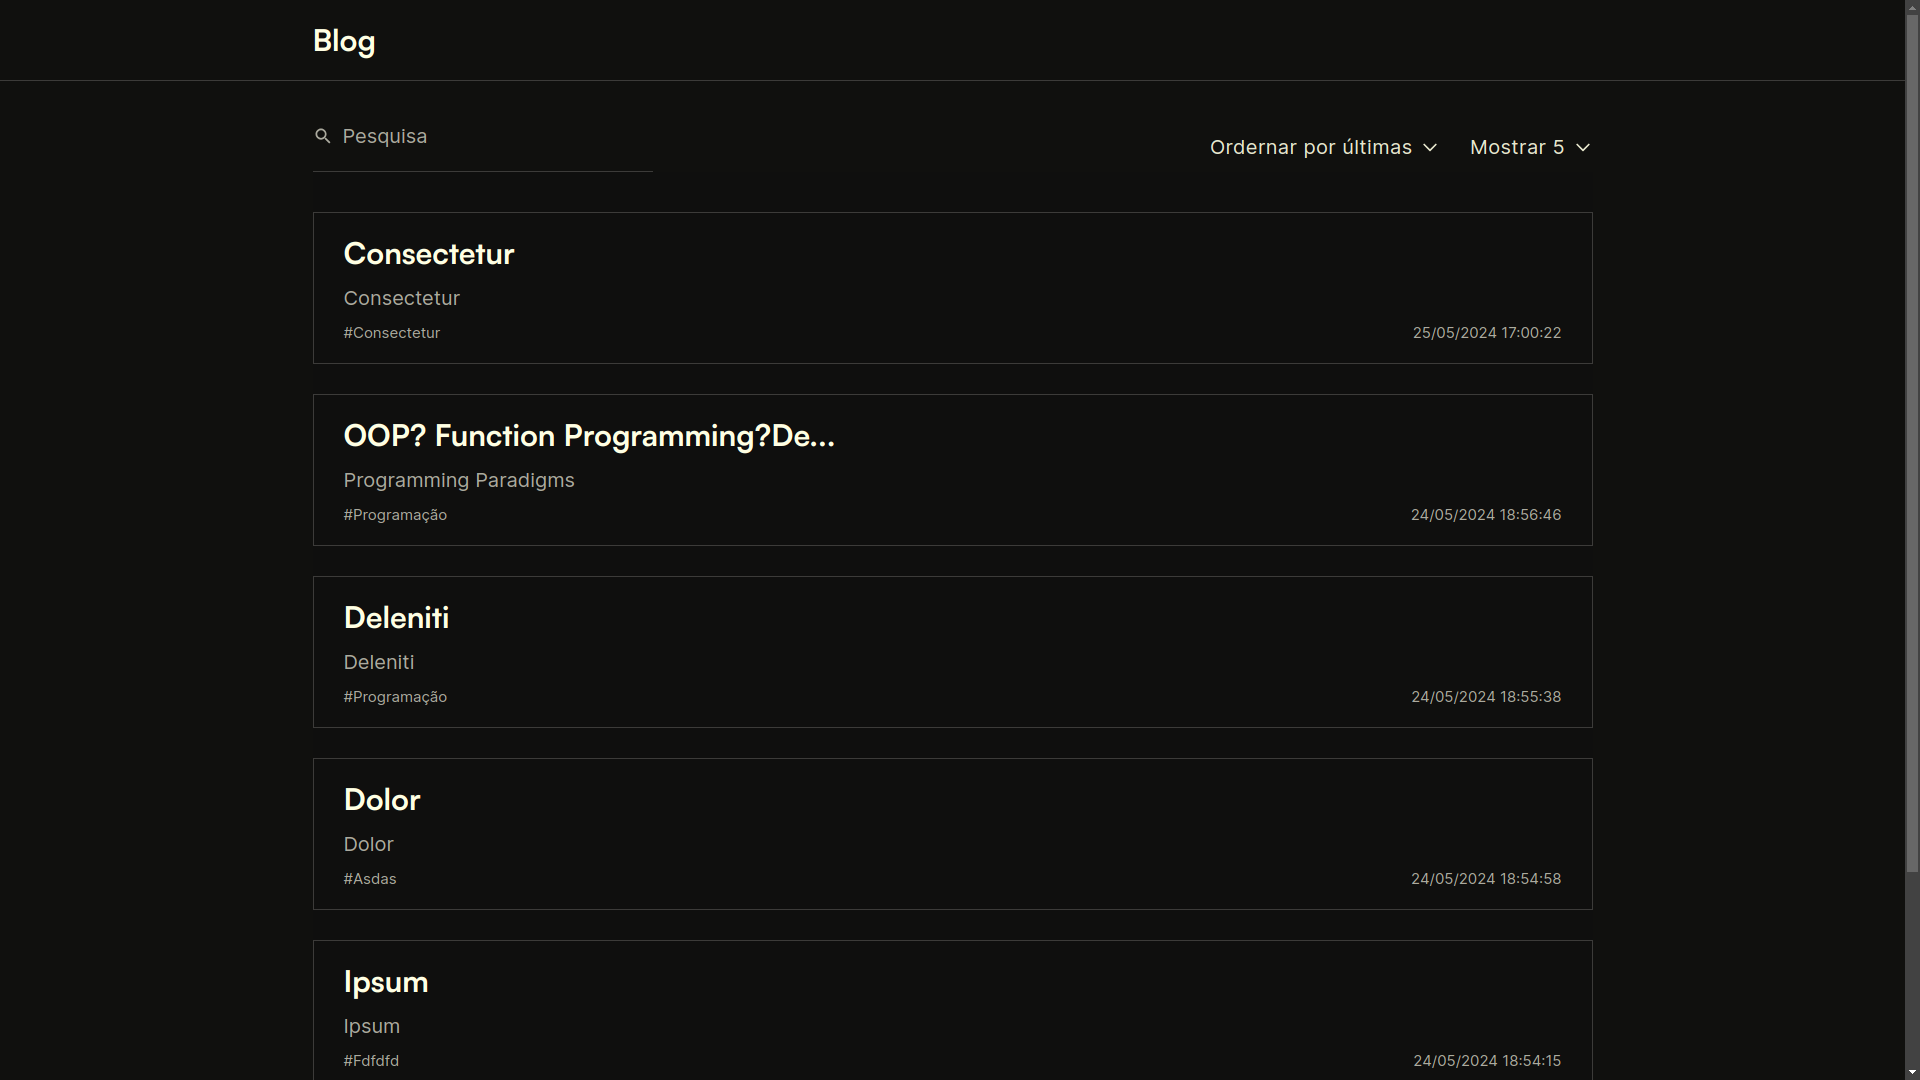 Blog
Pesquisa
Ordernar por últimas
Mostrar 5
Consectetur
Consectetur
#Consectetur
25/05/2024 17:00:22
OOP? Function Programming?De...
Programming Paradigms
#Programação
24/05/2024 18:56:46
Deleniti
Deleniti
#Programação
24/05/2024 18:55:38
Dolor
Dolor
#Asdas
24/05/2024 18:54:58
Ipsum
Ipsum
#Fdfdfd
24/05/2024 18:54:15